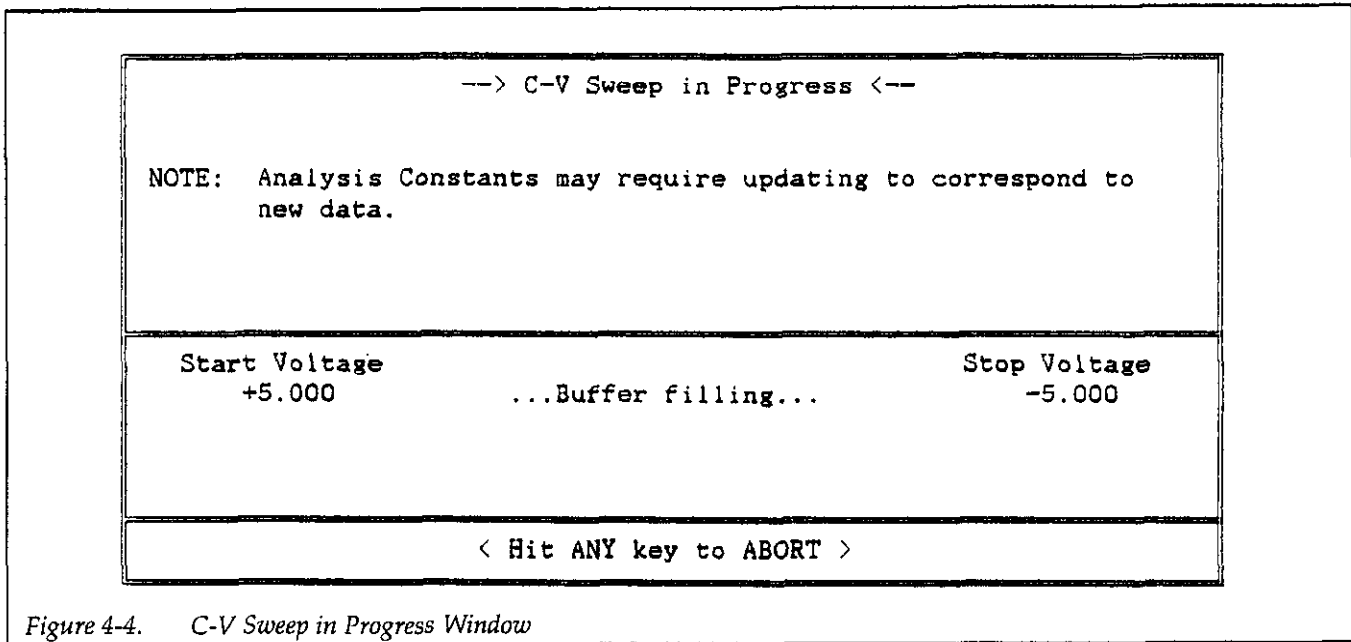 --> C-V Sweep in Progress <--
NOTE: Analysis Constants may require updating to correspond to
new data.
Start Voltage Stop Voltage
+5.000 ...Buffer filling... -5.000
< Hit ANY key to ABORT >
Figure 4-4. C-V Sweep in Progress Window